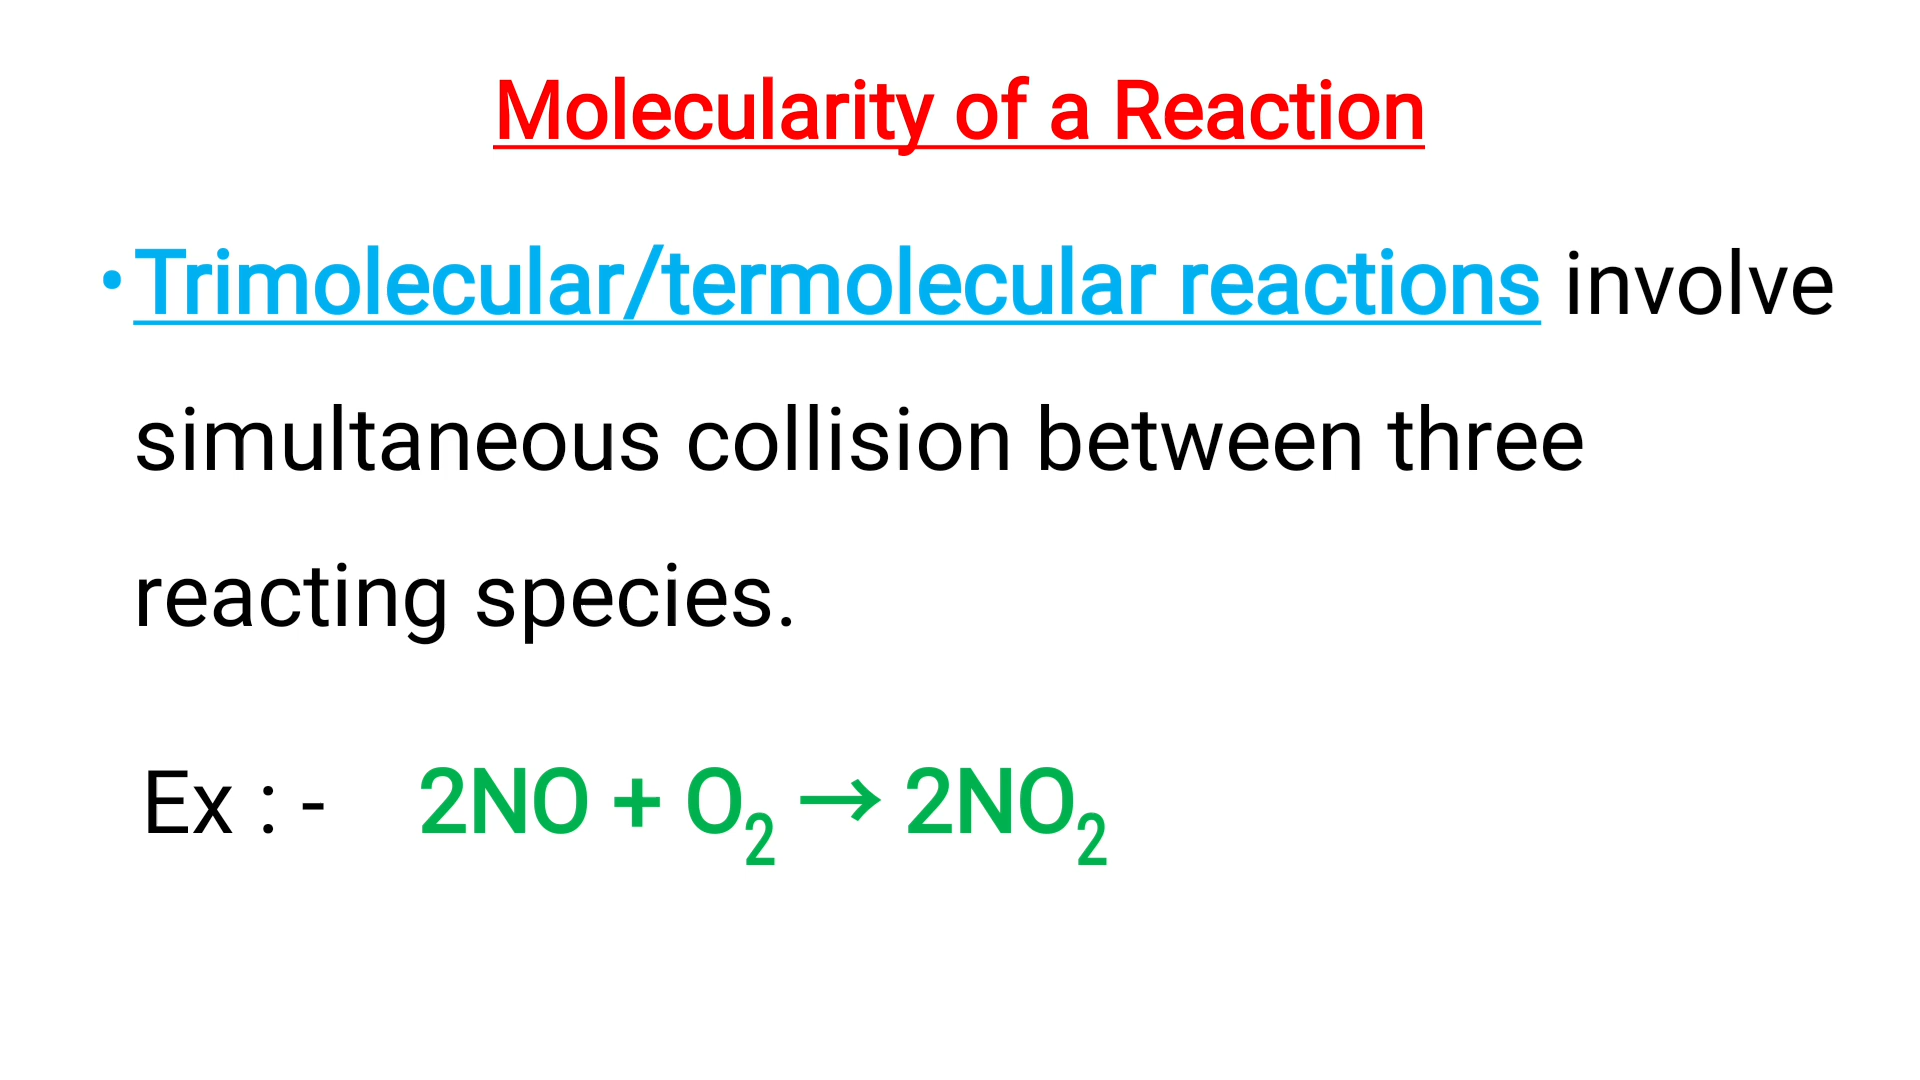 Molecularity of a Reaction
•Trimolecular/termolecular reactions involve
simultaneous collision between three
reacting species.
Ex : - 2NO + O₂ → 2NO₂